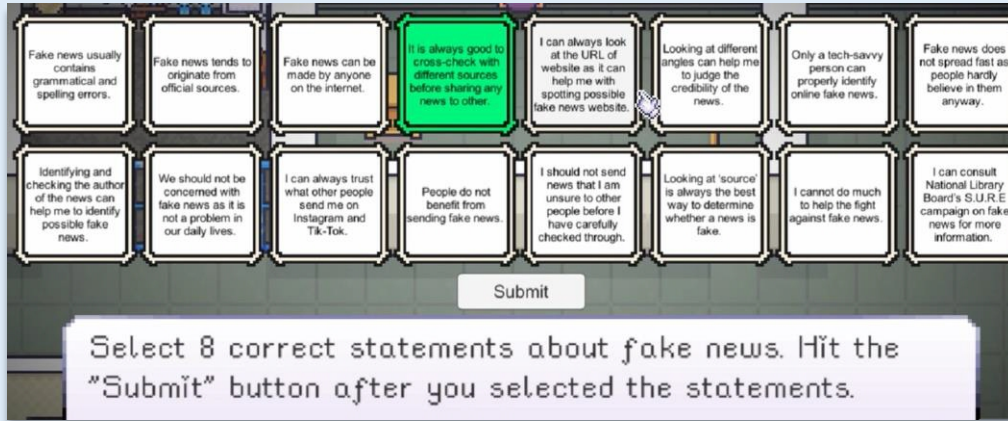 Fake news usually
contains
grammatical and
spelling errors.
Fake news tends to
originate from
official sources.
Fake news can be
made by anyone
on the internet.
It is always good to
cross-check with
different sources
before sharing any
news to other.
I can always look
at the URL of
website as it can
help me with
spotting possible
fake news website.
Looking at different
angles can help me
to judge the
credibility of the
news.
Only a tech-savvy
person can
properly identify
online fake news.
Fake news does
not spread fast as
people hardly
believe in them
anyway.
Identifying and
checking the author
of the news can
help me to identify
possible fake
news.
We should not be
concerned with
fake news as it is
not a problem in
our daily lives.
I can always trust
what other people
send me on
Instagram and
Tik-Tok.
People do not
benefit from
sending fake news.
I should not send
news that I am
unsure to other
people before I
have carefully
checked through.
Looking at 'source'
is always the best
way to determine
whether a news is
fake.
I cannot do much
to help the fight
against fake news.
I can consult
National Library
Board's S.U.R.E
campaign on fake
news for more
information.
Submit
Select 8 correct statements about fake news. Hit the
"Submit" button after you selected the statements.